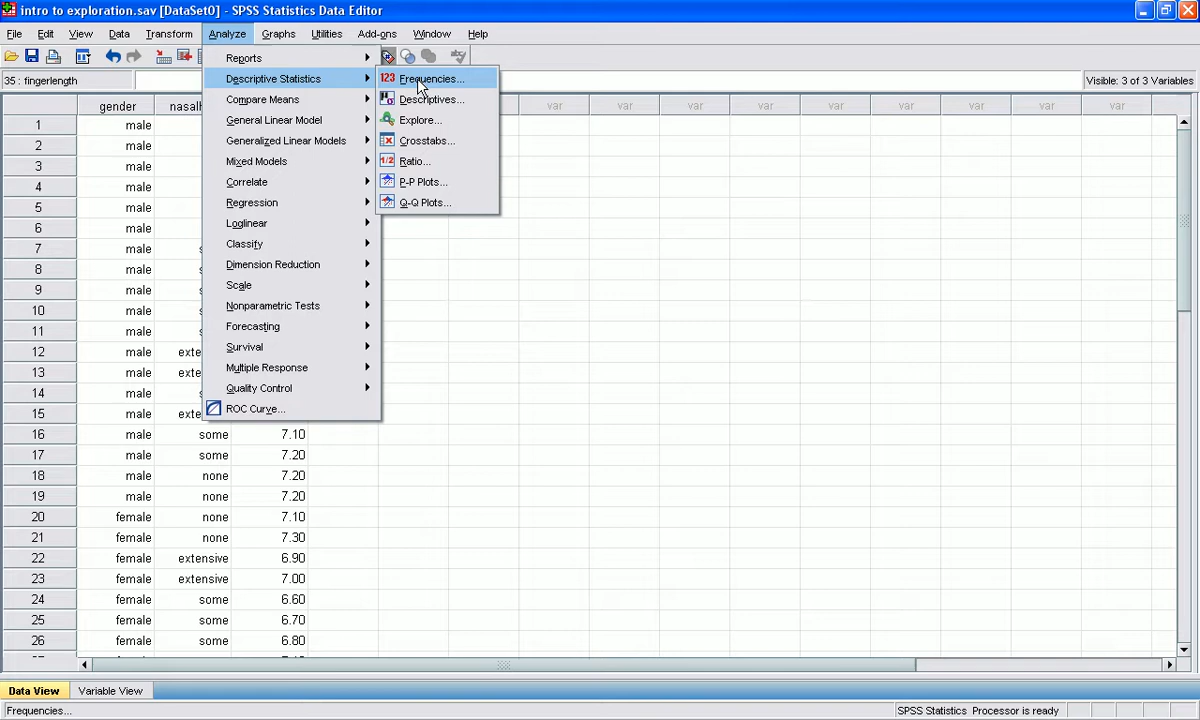 intro to exploration.sav [DataSet0] - SPSS Statistics Data Editor
File Edit View Data Transform Analyze Graphs Utilities Add-ons Window Help
35 : fingerlength
Visible: 3 of 3 Variables
Reports
Descriptive Statistics
Compare Means
General Linear Model
Generalized Linear Models
Mixed Models
Correlate
Regression
Loglinear
Classify
Dimension Reduction
Scale
Nonparametric Tests
Forecasting
Survival
Multiple Response
Quality Control
ROC Curve...
123 Frequencies...
Descriptives...
Explore...
Crosstabs...
1/2 Ratio...
P-P Plots...
Q-Q Plots...
gender var var var var var var var var var var
1 male
2 male
3 male
4 male
5 male
6 male
7 male
8 male
9 male
10 male
11 male
12 male
13 male
14 male
15 male
16 male some 7.10
17 male some 7.20
18 male none 7.20
19 male none 7.20
20 female none 7.10
21 female none 7.30
22 female extensive 6.90
23 female extensive 7.00
24 female some 6.60
25 female some 6.70
26 female some 6.80
Data View Variable View
Frequencies...
SPSS Statistics Processor is ready